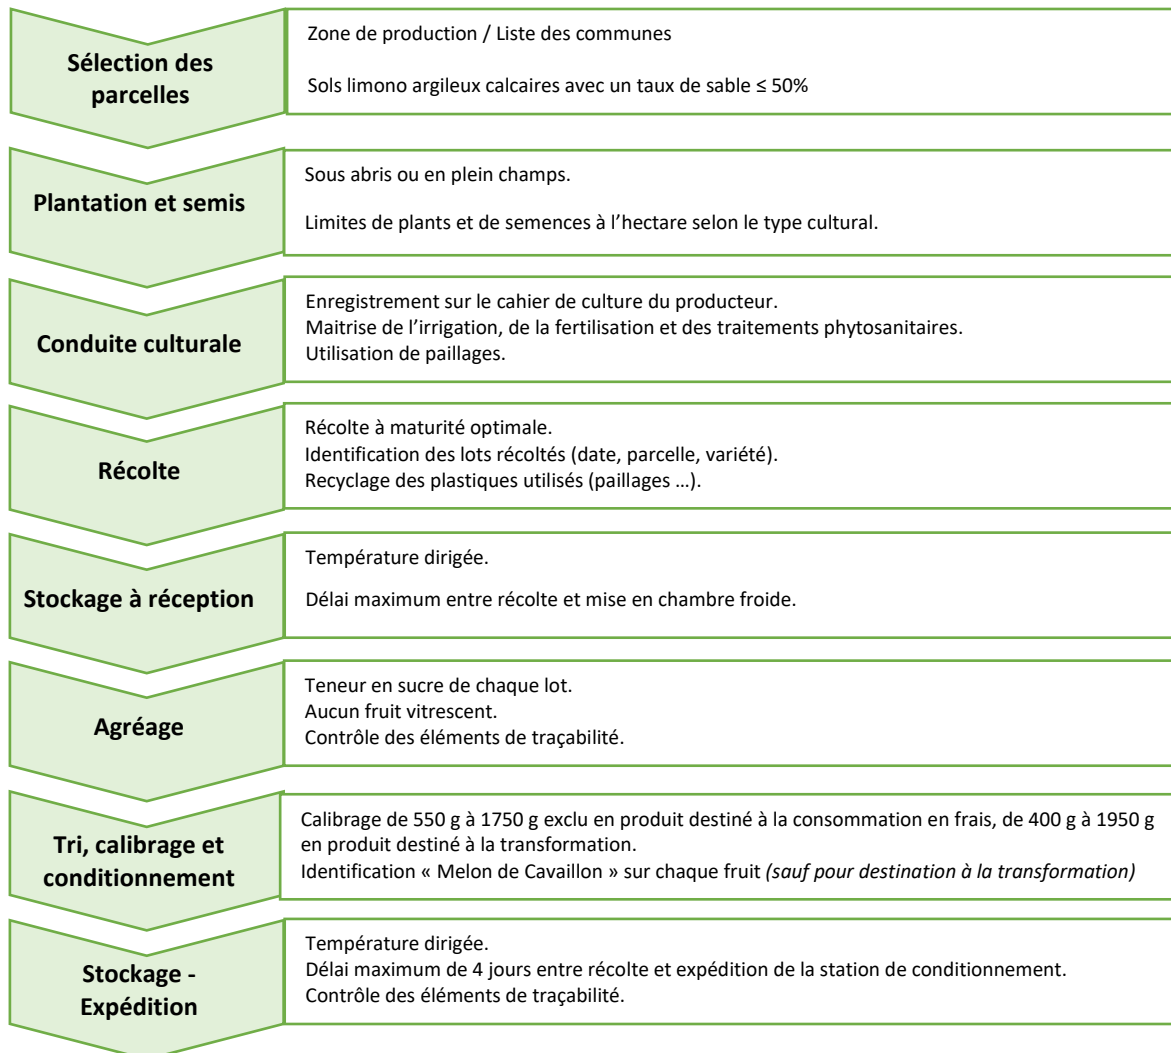 Sélection des
parcelles
Zone de production / Liste des communes
Sols limono argileux calcaires avec un taux de sable ≤ 50%
Plantation et semis
Sous abris ou en plein champs.
Limites de plants et de semences à l’hectare selon le type cultural.
Conduite culturale
Enregistrement sur le cahier de culture du producteur.
Maitrise de l’irrigation, de la fertilisation et des traitements phytosanitaires.
Utilisation de paillages.
Récolte
Récolte à maturité optimale.
Identification des lots récoltés (date, parcelle, variété).
Recyclage des plastiques utilisés (paillages …).
Stockage à réception
Température dirigée.
Délai maximum entre récolte et mise en chambre froide.
Agréage
Teneur en sucre de chaque lot.
Aucun fruit vitrescent.
Contrôle des éléments de traçabilité.
Tri, calibrage et
conditionnement
Calibrage de 550 g à 1750 g exclu en produit destiné à la consommation en frais, de 400 g à 1950 g
en produit destiné à la transformation.
Identification « Melon de Cavaillon » sur chaque fruit (sauf pour destination à la transformation)
Stockage -
Expédition
Température dirigée.
Délai maximum de 4 jours entre récolte et expédition de la station de conditionnement.
Contrôle des éléments de traçabilité.